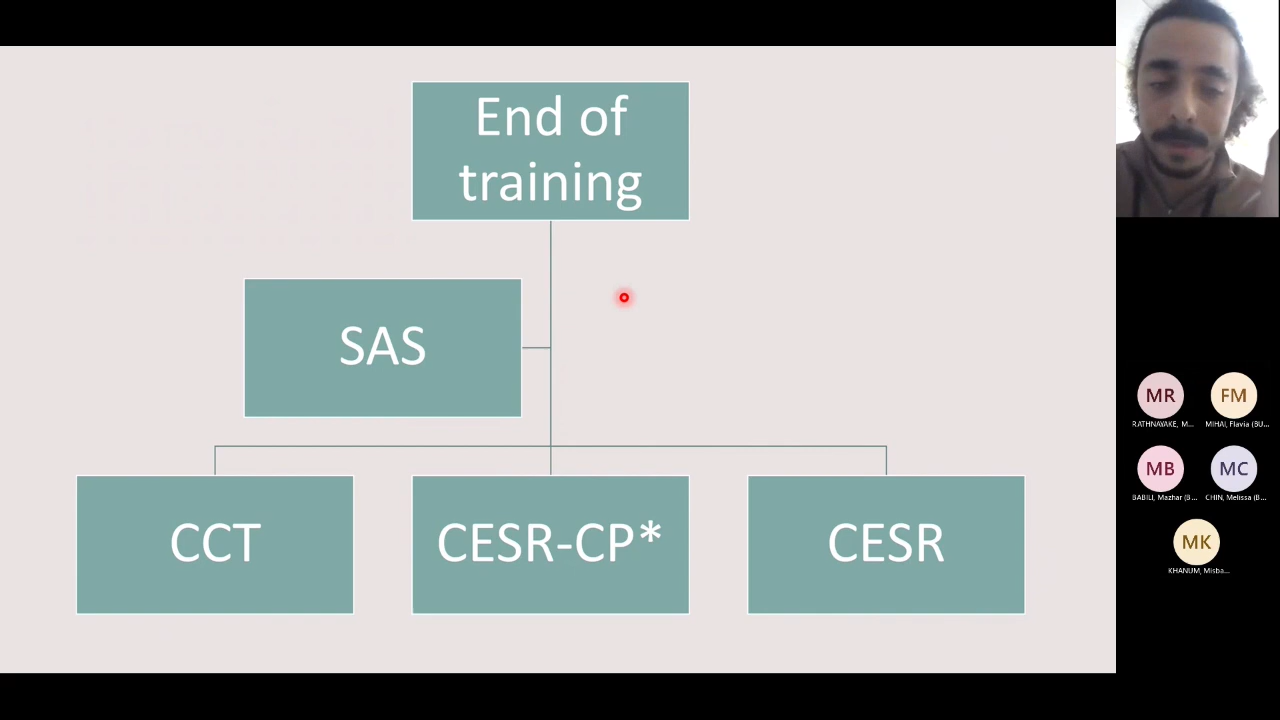 End of
training
SAS
CCT
CESR-CP*
CESR
MR
FM
RATHNAYAKE, M...
MIHAI, Flavia (BU...
MB
MC
BABILI, Mazhar (B...
CHIN, Melissa (B...
MK
KHANUM, Misba...